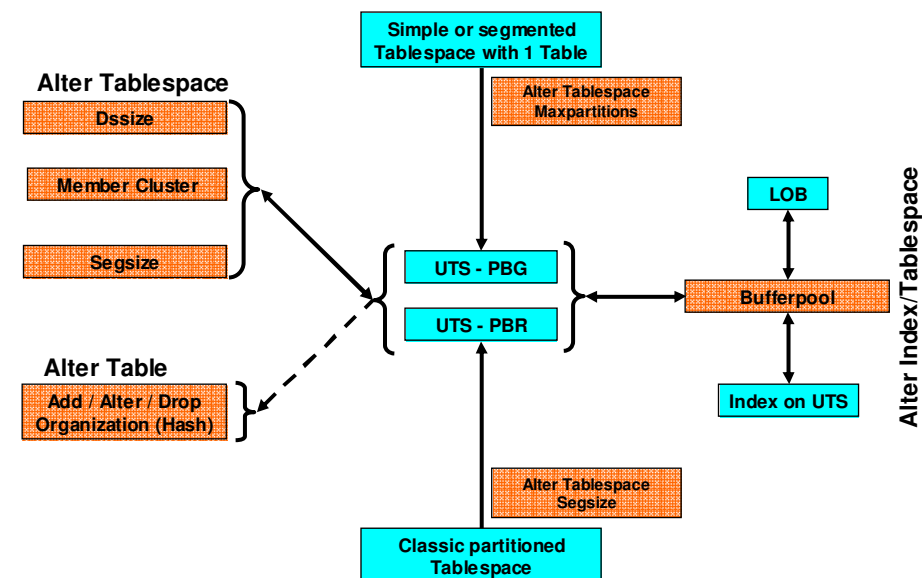 Simple or segmented
Tablespace with 1 Table
Alter Tablespace
Dssize
Member Cluster
Segsize
Alter Tablespace
Maxpartitions
LOB
Bufferpool
Index on UTS
Alter Index/Tablespace
UTS - PBG
UTS - PBR
Alter Table
Add / Alter / Drop
Organization (Hash)
Alter Tablespace
Segsize
Classic partitioned
Tablespace